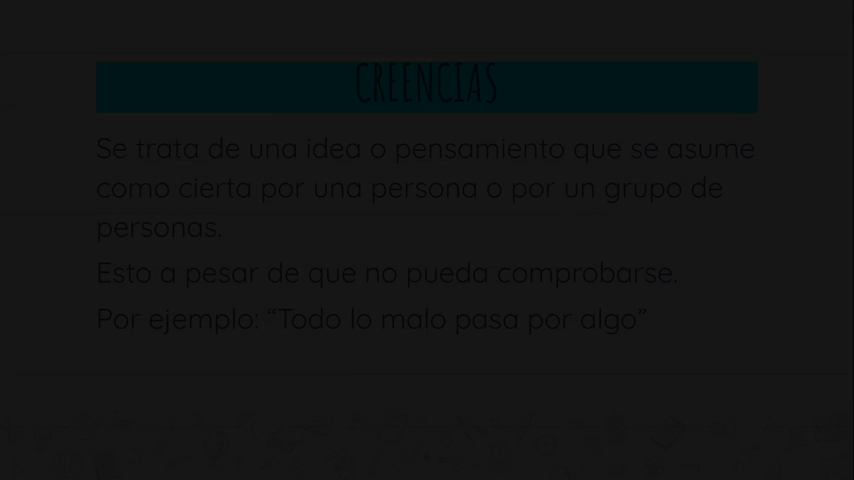 CREENCIAS
Se trata de una idea o pensamiento que se asume
como cierta por una persona o por un grupo de
personas.
Esto a pesar de que no pueda comprobarse.
Por ejemplo: “Todo lo malo pasa por algo”